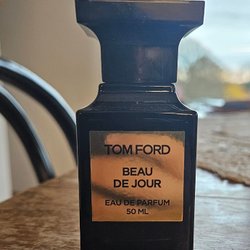 TOM FORD
BEAU
DE JOUR
EAU DE PARFUM
50 ML